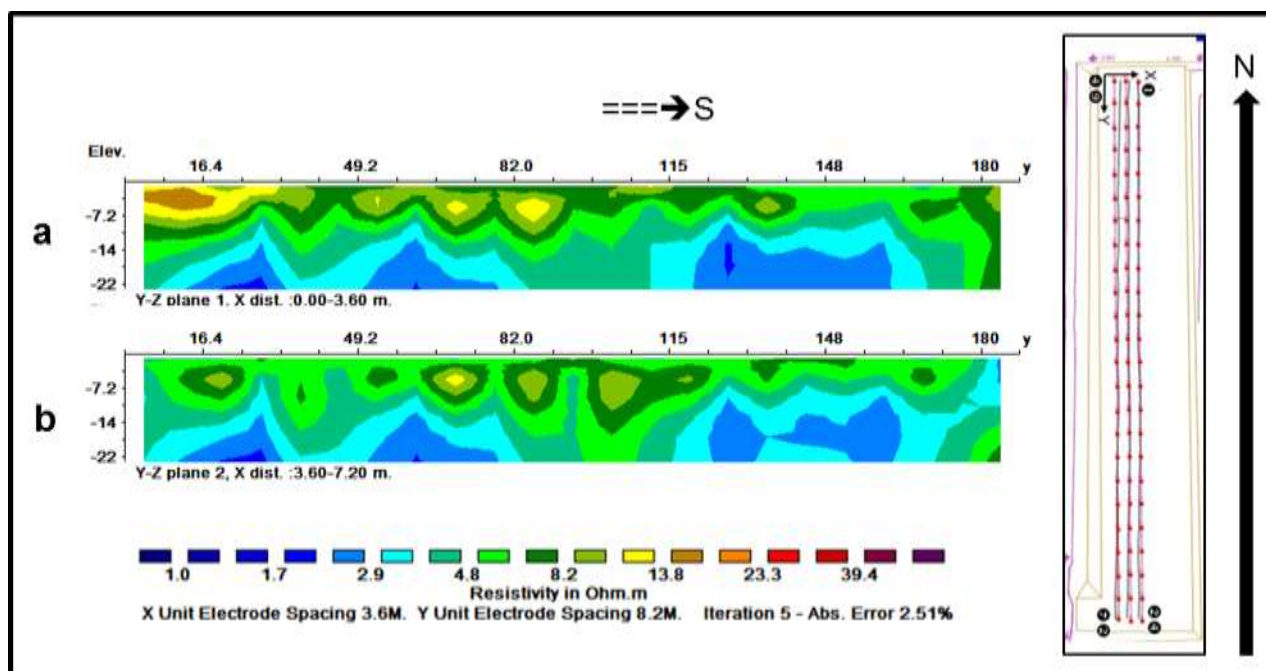 ===➔S
Elev.
16.4 49.2 82.0 115 148 180 y
-7.2
a
-14
-22
Y-Z plane 1, X dist. :0.00-3.60 m.
16.4 49.2 82.0 115 148 180 y
-7.2
b
-14
-22
Y-Z plane 2, X dist. :3.60-7.20 m.
1.0 1.7 2.9 4.8 8.2 13.8 23.3 39.4
Resistivity in Ohm.m
X Unit Electrode Spacing 3.6M. Y Unit Electrode Spacing 8.2M. Iteration 5 - Abs. Error 2.51%
N
X
Y
1